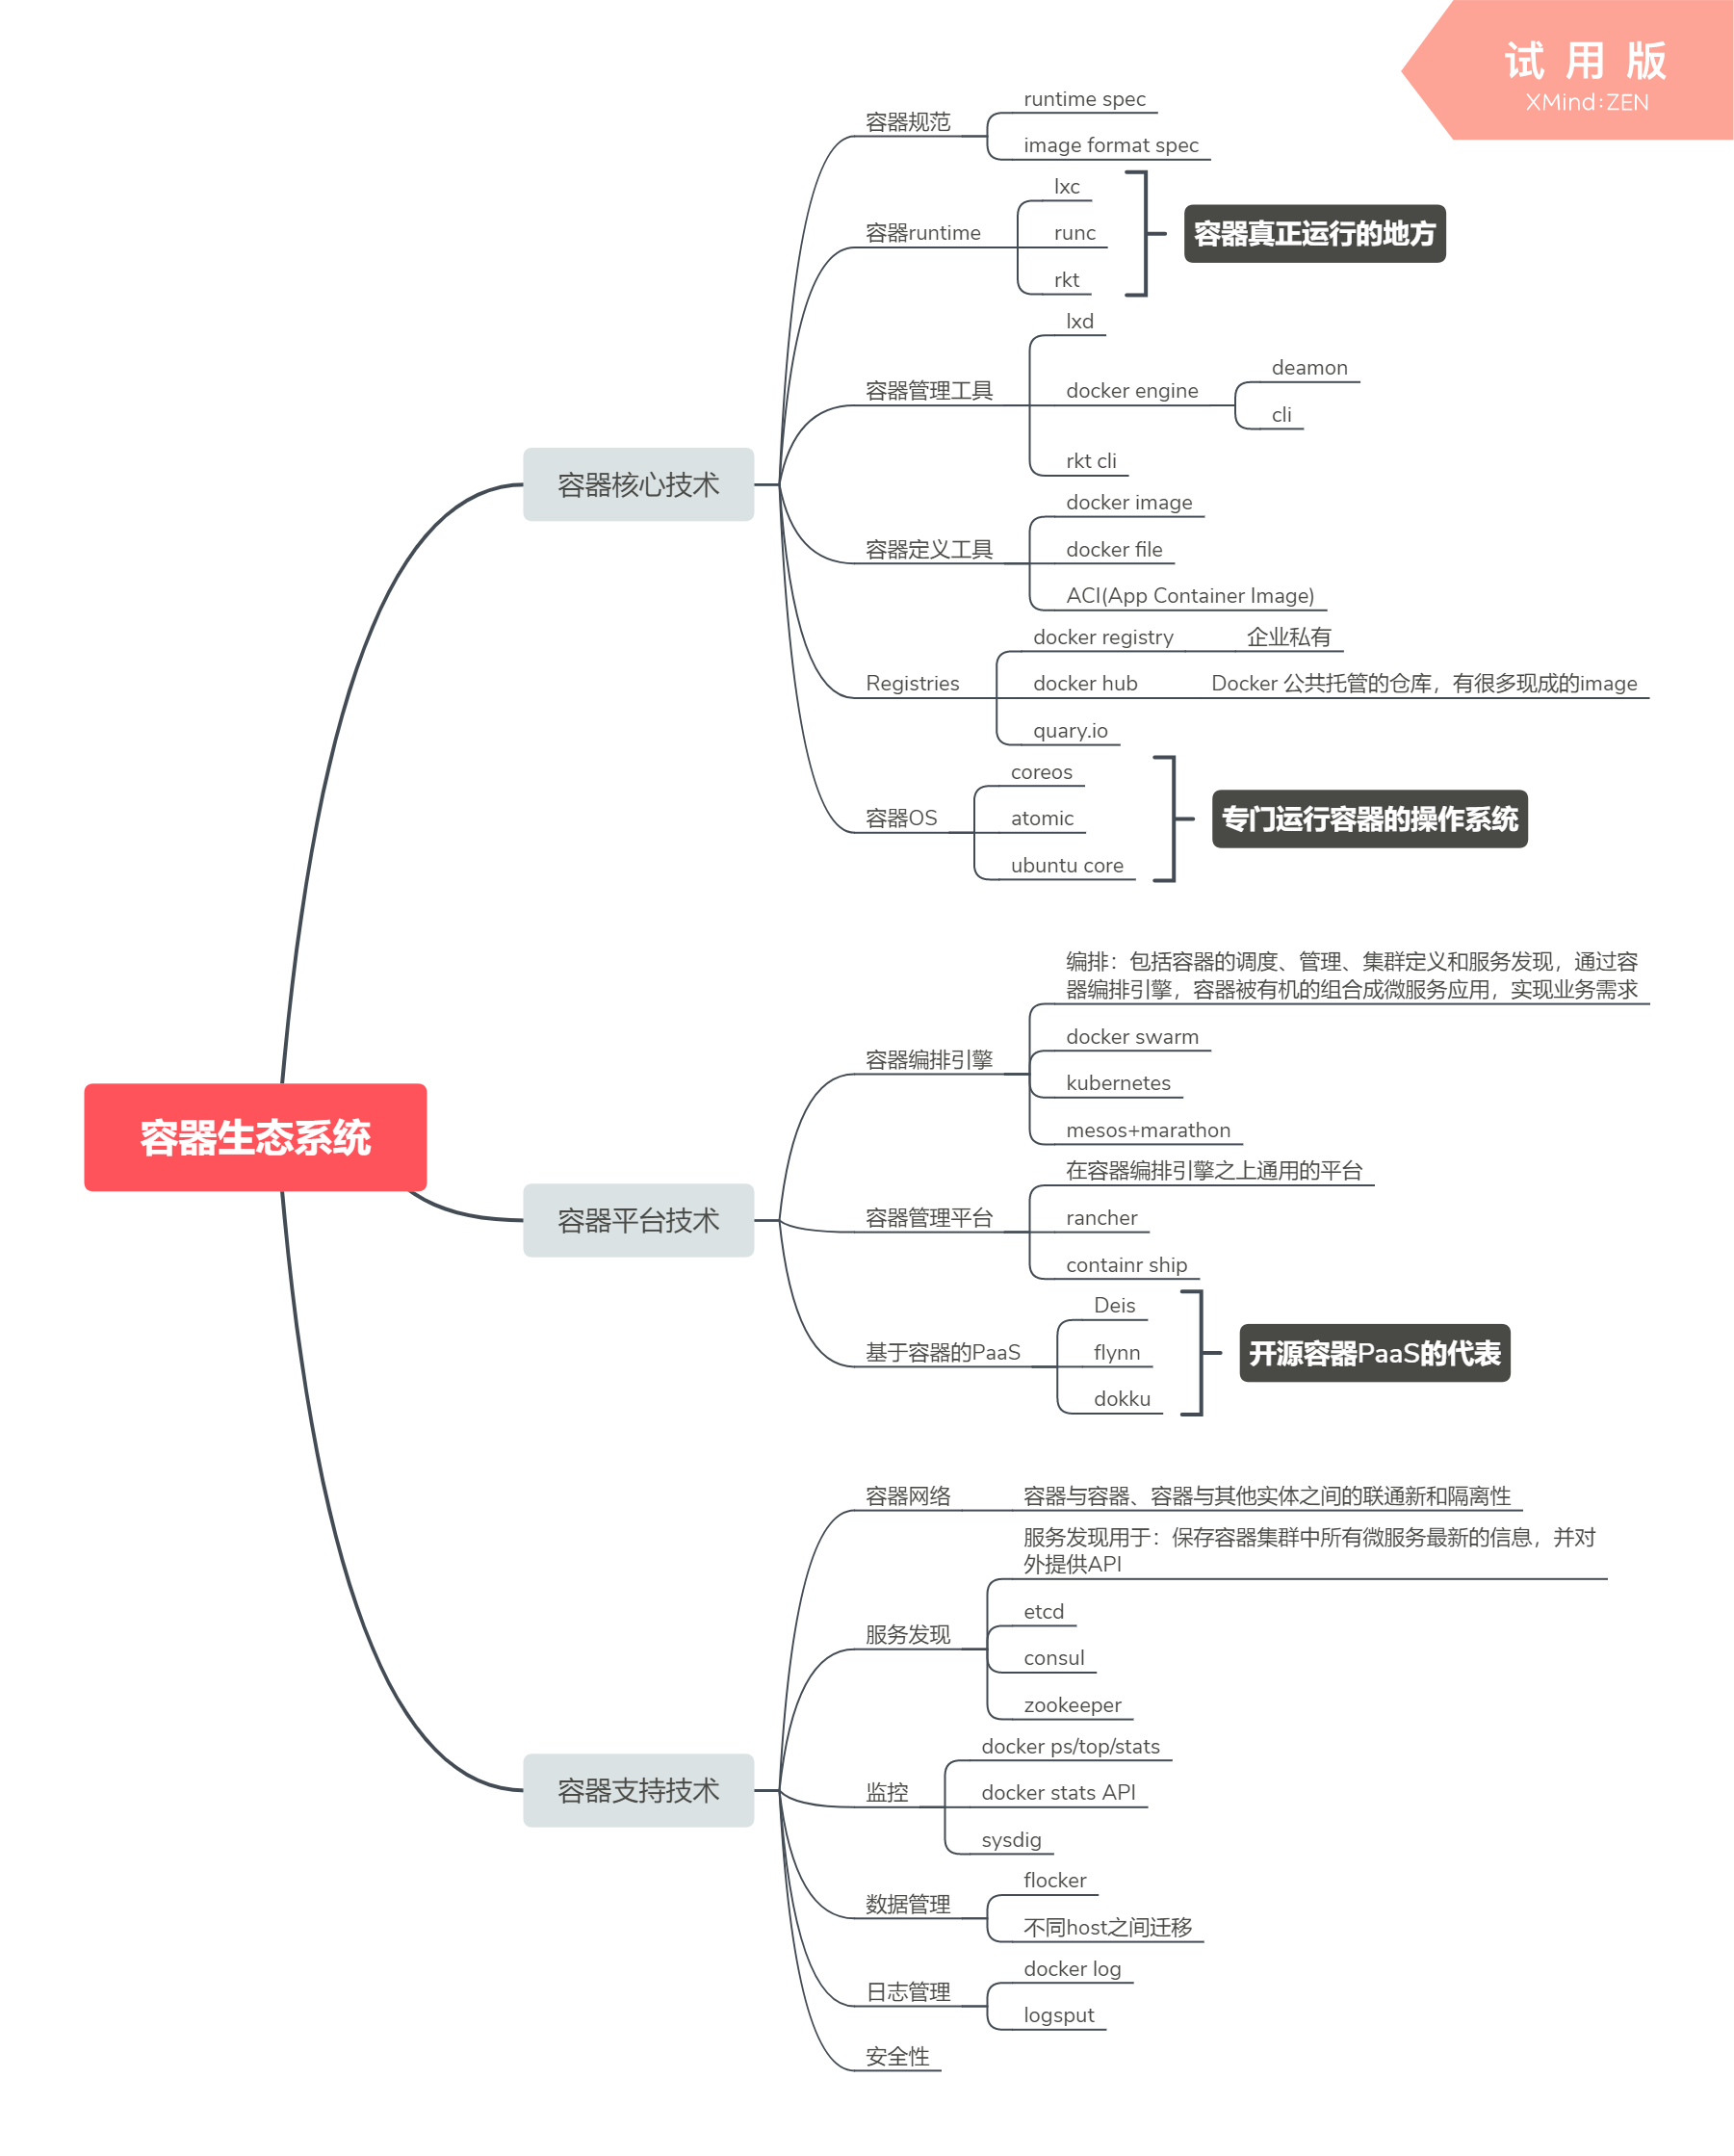 试用版
XMind:ZEN
容器生态系统
容器核心技术
容器规范
runtime spec
image format spec
容器runtime
lxc
runc
rkt
容器真正运行的地方
容器管理工具
lxd
docker engine
deamon
cli
rkt cli
容器定义工具
docker image
docker file
ACI(App Container Image)
Registries
docker registry
企业私有
docker hub
Docker 公共托管的仓库，有很多现成的image
quary.io
容器OS
coreos
atomic
ubuntu core
专门运行容器的操作系统
容器平台技术
容器编排引擎
编排：包括容器的调度、管理、集群定义和服务发现，通过容
器编排引擎，容器被有机的组合成微服务应用，实现业务需求
docker swarm
kubernetes
mesos+marathon
容器管理平台
在容器编排引擎之上通用的平台
rancher
containr ship
基于容器的PaaS
Deis
flynn
dokku
开源容器PaaS的代表
容器支持技术
容器网络
容器与容器、容器与其他实体之间的联通新和隔离性
服务发现
服务发现用于：保存容器集群中所有微服务最新的信息，并对
外提供API
etcd
consul
zookeeper
监控
docker ps/top/stats
docker stats API
sysdig
数据管理
flocker
不同host之间迁移
日志管理
docker log
logsput
安全性